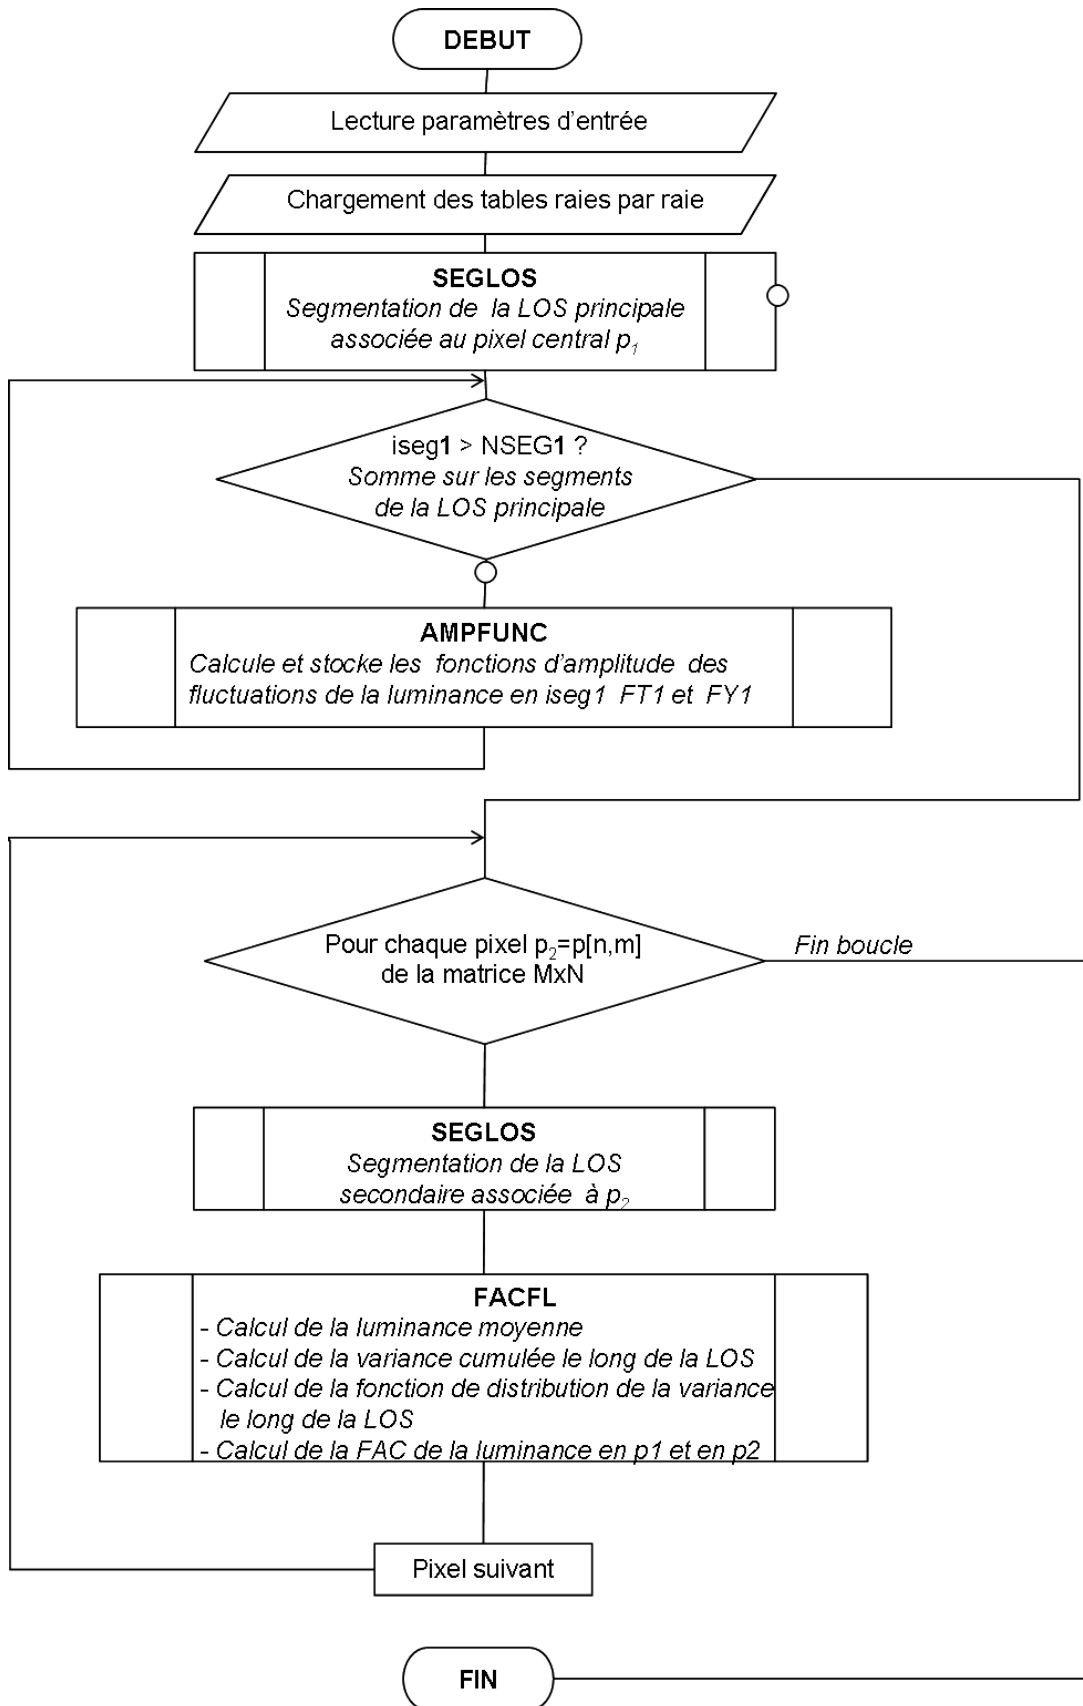 DEBUT
Lecture paramètres d'entrée
Chargement des tables raies par raie
SEGLOS
Segmentation de la LOS principale
associée au pixel central p₁
iseg1 > NSEG1 ?
Somme sur les segments
de la LOS principale
AMPFUNC
Calcule et stocke les fonctions d'amplitude des
fluctuations de la luminance en iseg1 FT1 et FY1
Pour chaque pixel p₂=p[n,m]
de la matrice MxN
Fin boucle
SEGLOS
Segmentation de la LOS
secondaire associée à p₂
FACFL
- Calcul de la luminance moyenne
- Calcul de la variance cumulée le long de la LOS
- Calcul de la fonction de distribution de la variance
le long de la LOS
- Calcul de la FAC de la luminance en p1 et en p2
Pixel suivant
FIN